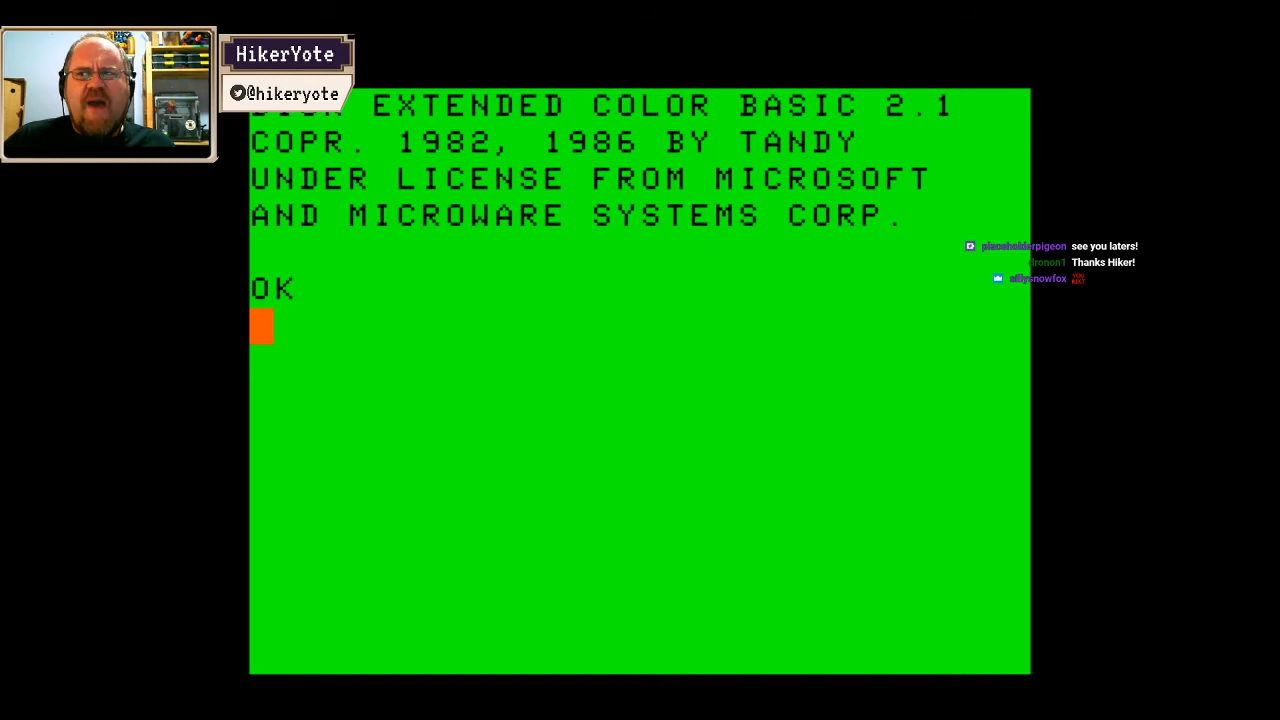 HikerYote
@hikeryote
EXTENDED COLOR BASIC 2.1
COPR. 1982, 1986 BY TANDY
UNDER LICENSE FROM MICROSOFT
AND MICROWARE SYSTEMS CORP.
OK
see you laters!
Thanks Hiker!